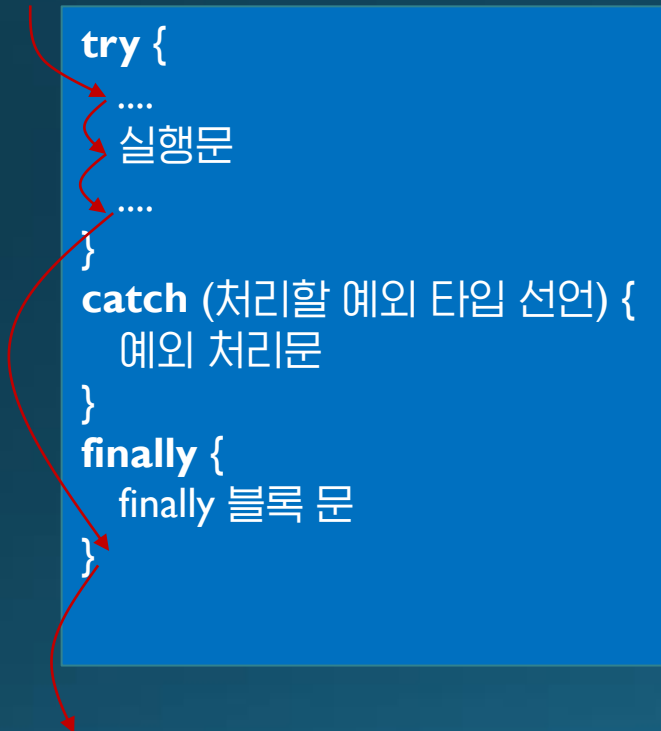 try {
....
실행문
....
}
catch (처리할 예외 타입 선언) {
예외 처리문
}
finally {
finally 블록 문
}